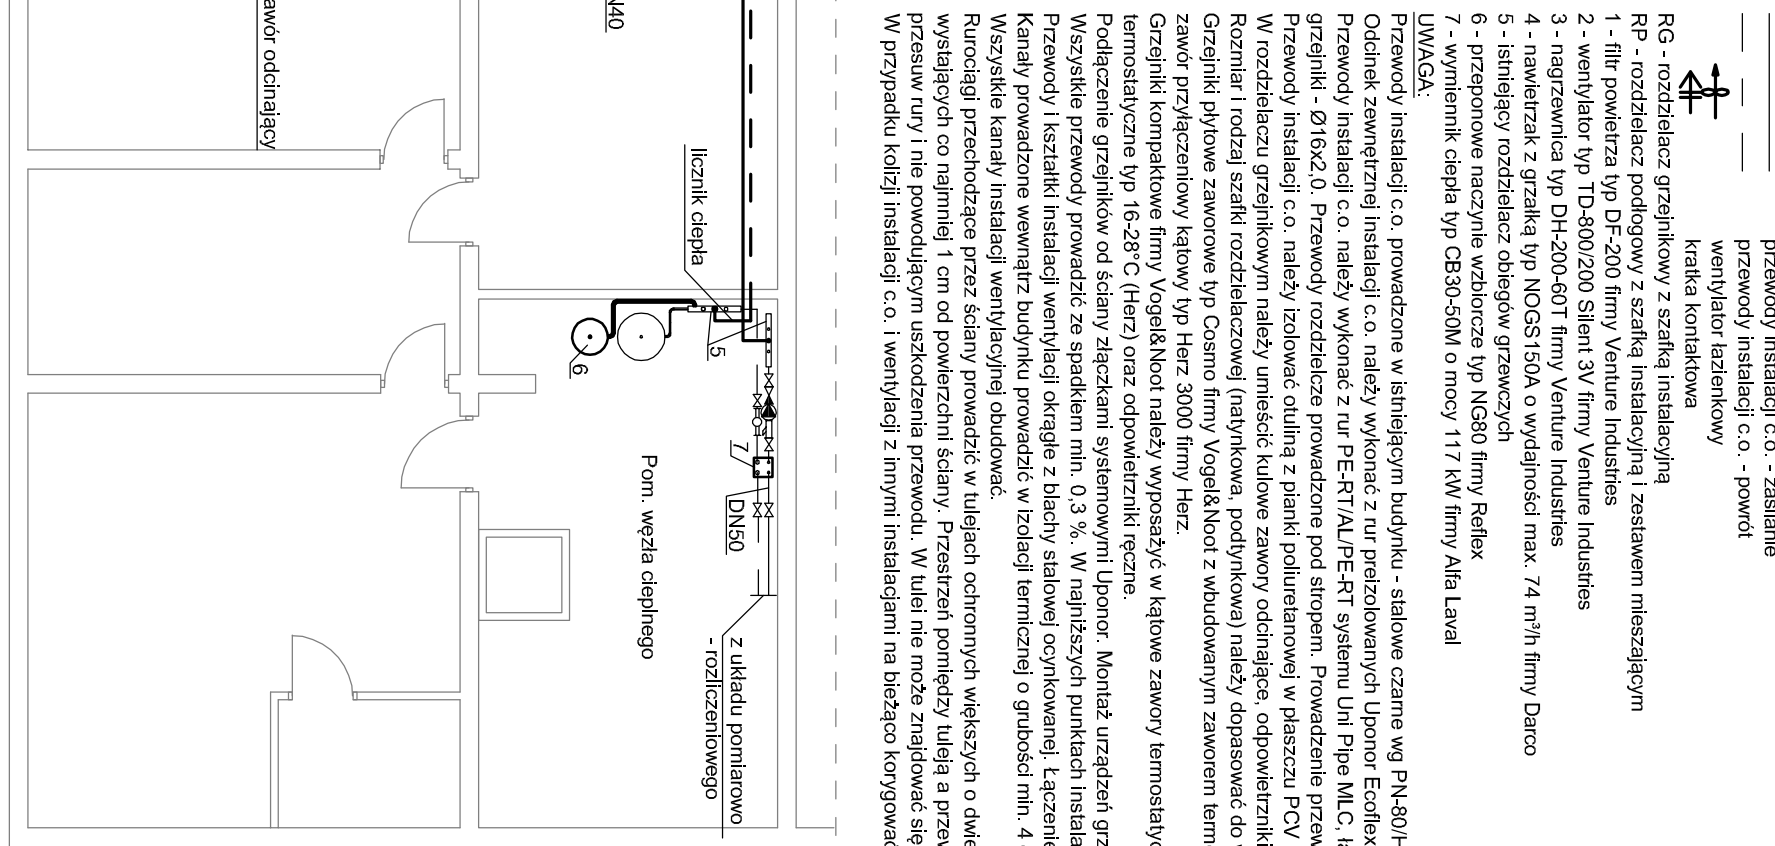 przewody instalacji c.o. - zasilanie
przewody instalacji c.o. - powrót
wentylator łazienkowy
kratka kontaktowa
RG - rozdzielacz grzejnikowy z szafką instalacyjną
RP - rozdzielacz podłogowy z szafką instalacyjną i zestawem mieszającym
1 - filtr powietrza typ DF-200 firmy Venture Industries
2 - wentylator typ TD-800/200 Silent 3V firmy Venture Industries
3 - nagrzewnica typ DH-200-60T firmy Venture Industries
4 - nawietrzak z grzałką typ NOGS150A o wydajności max. 74 m³/h firmy Darco
5 - istniejący rozdzielacz obiegów grzewczych
6 - przeponowe naczynie wzbiorcze typ NG80 firmy Reflex
7 - wymiennik ciepła typ CB30-50M o mocy 117 kW firmy Alfa Laval
UWAGA:
Przewody instalacji c.o. prowadzone w istniejącym budynku - stalowe czarne wg PN-80/H
Odcinek zewnętrznej instalacji c.o. należy wykonać z rur preizolowanych Uponor Ecoflex
Przewody instalacji c.o. należy wykonać z rur PE-RT/AL/PE-RT systemu Uni Pipe MLC, ł
grzejniki - Ø16x2,0. Przewody rozdzielcze prowadzone pod stropem. Prowadzenie przew
Przewody instalacji c.o. należy izolować otuliną z pianki poliuretanowej w płaszczu PCV
W rozdzielaczu grzejnikowym należy umieścić kulowe zawory odcinające, odpowietrzniki
Rozmiar i rodzaj szafki rozdzielaczowej (natynkowa, podtynkowa) należy dopasować do
Grzejniki płytowe zaworowe typ Cosmo firmy Vogel&Noot z wbudowanym zaworem term
zawór przyłączeniowy kątowy typ Herz 3000 firmy Herz.
Grzejniki kompaktowe firmy Vogel&Noot należy wyposażyć w kątowe zawory termostatyc
termostatyczne typ 16-28°C (Herz) oraz odpowietrzniki ręczne.
Podłączenie grzejników od ściany złączkami systemowymi Uponor. Montaż urządzeń grz
Wszystkie przewody prowadzić ze spadkiem min. 0,3 %. W najniższych punktach instala
Przewody i kształtki instalacji wentylacji okrągłe z blachy stalowej ocynkowanej. Łączenie
Kanały prowadzone wewnątrz budynku prowadzić w izolacji termicznej o grubości min. 4
Wszystkie kanały instalacji wentylacyjnej obudować.
Rurociągi przechodzące przez ściany prowadzić w tulejach ochronnych większych o dwie
wystających co najmniej 1 cm od powierzchni ściany. Przestrzeń pomiędzy tuleją a przew
przesuw rury i nie powodującym uszkodzenia przewodu. W tulei nie może znajdować się
W przypadku kolizji instalacji c.o. i wentylacji z innymi instalacjami na bieżąco korygować
licznik ciepła
5
6
7
DN50
z układu pomiarowo
- rozliczeniowego
Pom. węzła cieplnego
N40
awór odcinający